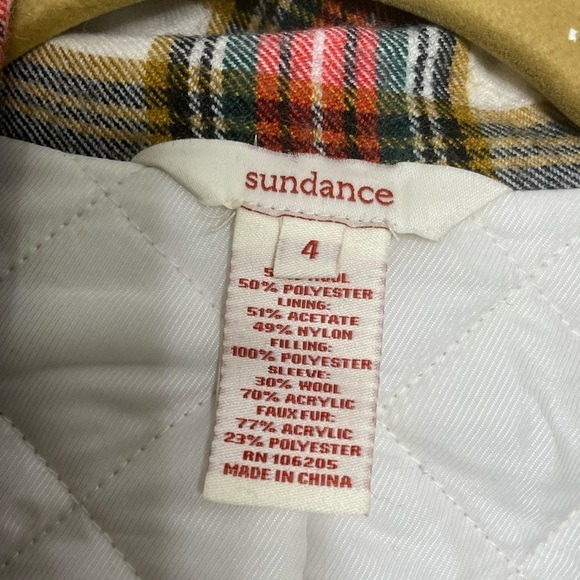 sundance
4
50% POLYESTER
LINING:
51% ACETATE
49% NYLON
FILLING:
100% POLYESTER
SLEEVE:
30% WOOL
70% ACRYLIC
FAUX FUR:
77% ACRYLIC
23% POLYESTER
RN 106205
MADE IN CHINA